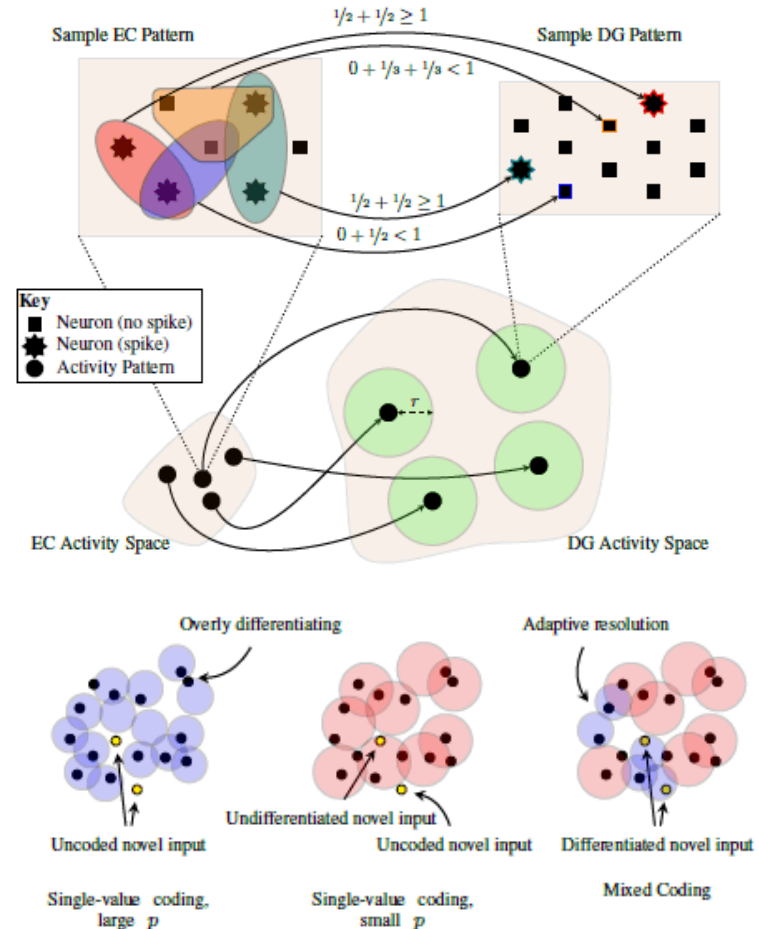 1/2 + 1/2 ≥ 1
Sample EC Pattern
Sample DG Pattern
0 + 1/3 + 1/3 < 1
1/2 + 1/2 ≥ 1
0 + 1/2 < 1
Key
Neuron (no spike)
Neuron (spike)
Activity Pattern
r
EC Activity Space
DG Activity Space
Overly differentiating
Adaptive resolution
Undifferentiated novel input
Uncoded novel input
Uncoded novel input
Differentiated novel input
Single-value coding,
large p
Single-value coding,
small p
Mixed Coding